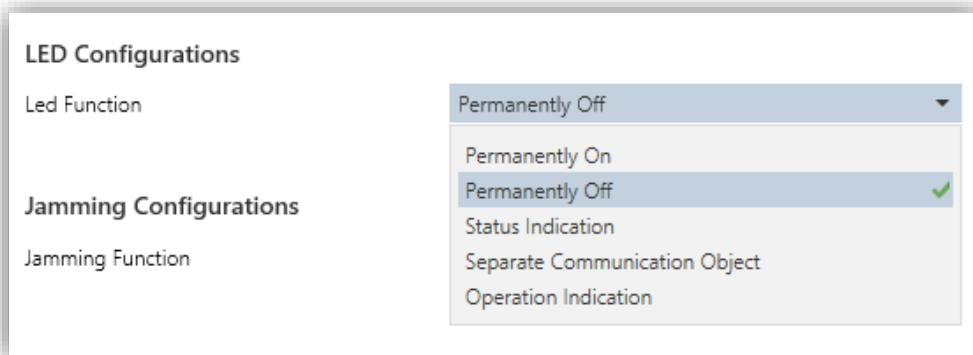 LED Configurations
Led Function
Permanently Off
Permanently On
Permanently Off
Status Indication
Separate Communication Object
Operation Indication
Jamming Configurations
Jamming Function